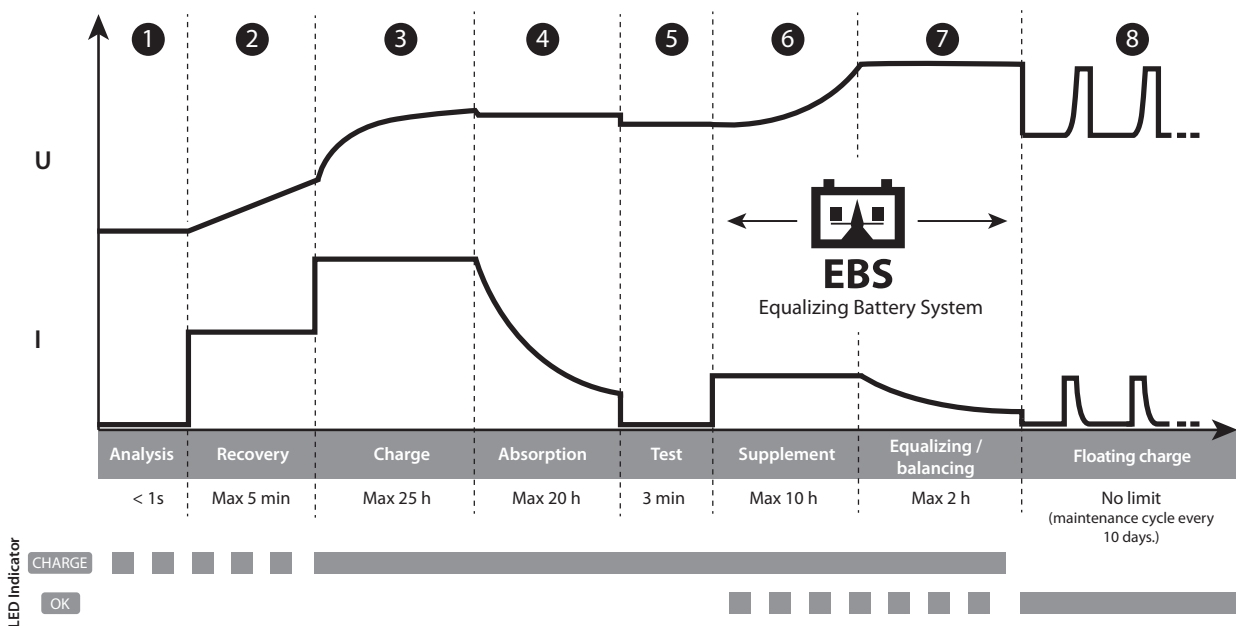 1 2 3 4 5 6 7 8
U
EBS
Equalizing Battery System
I
Analysis Recovery Charge Absorption Test Supplement Equalizing / balancing Floating charge
< 1s Max 5 min Max 25 h Max 20 h 3 min Max 10 h Max 2 h No limit
(maintenance cycle every
10 days.)
LED Indicator
CHARGE
OK